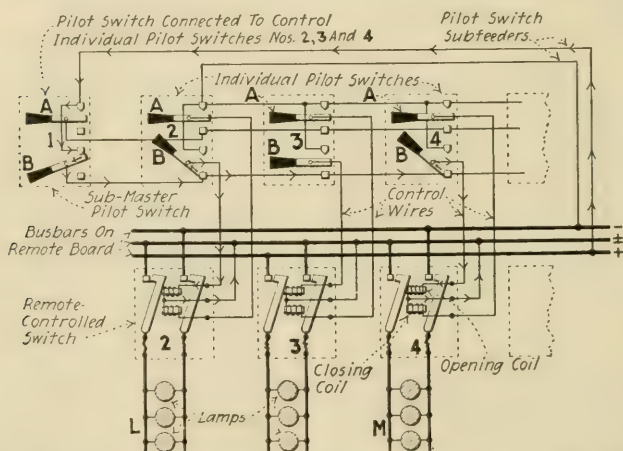 Pilot Switch Connected To Control
Individual Pilot Switches Nos. 2, 3 And 4
Pilot Switch
Subfeeders
Individual Pilot Switches
A
A
A
A
1
2
3
4
B
B
B
B
Sub-Master
Pilot Switch
Control
Wires
Busbars On
Remote Board
-
±
+
Remote-
Controlled
Switch
2
3
4
Closing
Coil
Opening Coil
L
Lamps
M